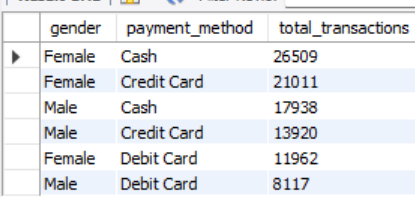 gender payment_method total_transactions
Female Cash 26509
Female Credit Card 21011
Male Cash 17938
Male Credit Card 13920
Female Debit Card 11962
Male Debit Card 8117